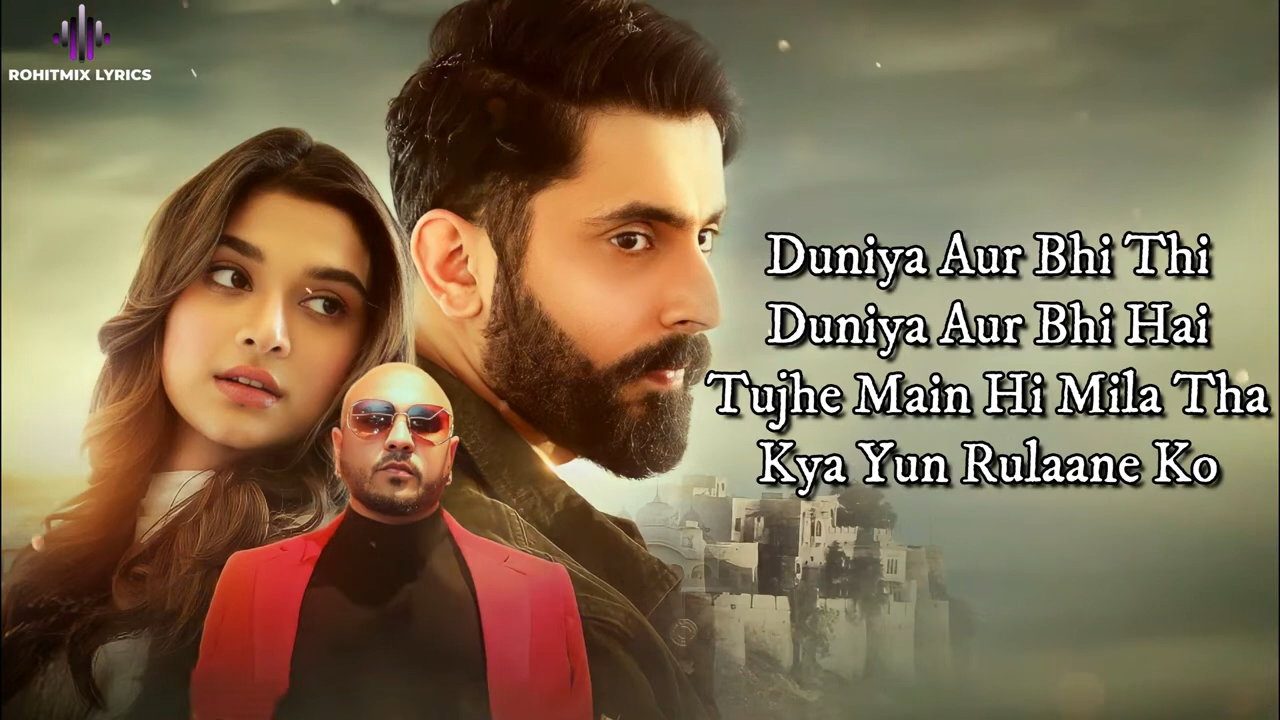 ROHITMIX LYRICS
Duniya Aur Bhi Thi
Duniya Aur Bhi Hai
Tujhe Main Hi Mila Tha
Kya Yun Rulaane Ko